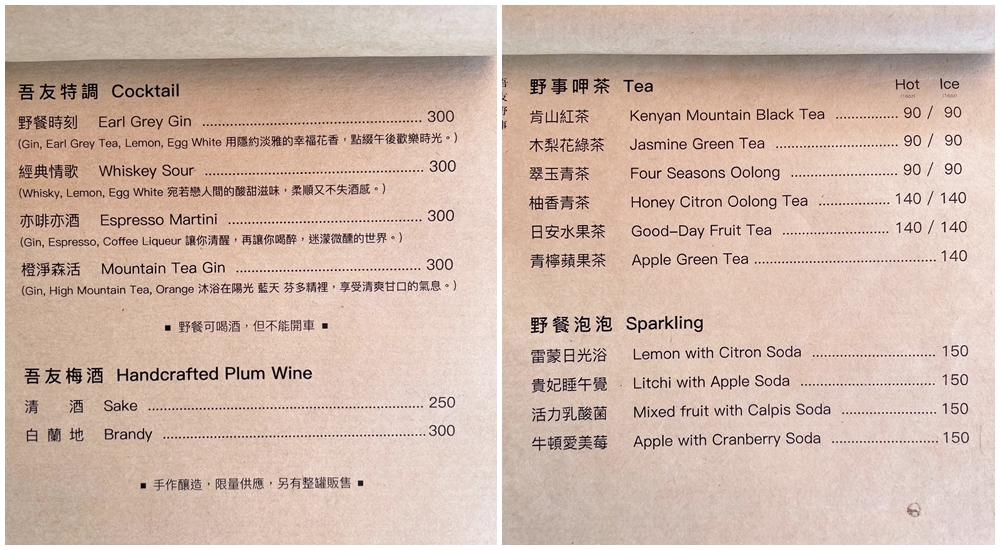 吾友特調 Cocktail
野餐時刻 Earl Grey Gin 300
(Gin, Earl Grey Tea, Lemon, Egg White 用隱約淡雅的幸福花香，點綴午後歡樂時光。)
經典情歌 Whiskey Sour 300
(Whisky, Lemon, Egg White 宛若戀人間的酸甜滋味，柔順又不失酒感。)
亦啡亦酒 Espresso Martini 300
(Gin, Espresso, Coffee Liqueur 讓你清醒，再讓你喝醉，迷濛微醺的世界。)
橙淨森活 Mountain Tea Gin 300
(Gin, High Mountain Tea, Orange 沐浴在陽光 藍天 芬多精裡，享受清爽甘口的氣息。)
▪ 野餐可喝酒，但不能開車 ▪
吾友梅酒 Handcrafted Plum Wine
清 酒 Sake 250
白蘭地 Brandy 300
▪ 手作釀造，限量供應，另有整罐販售 ▪
野事呷茶 Tea Hot Ice
肯山紅茶 Kenyan Mountain Black Tea 90 / 90
木梨花綠茶 Jasmine Green Tea 90 / 90
翠玉青茶 Four Seasons Oolong 90 / 90
柚香青茶 Honey Citron Oolong Tea 140 / 140
日安水果茶 Good-Day Fruit Tea 140 / 140
青檸蘋果茶 Apple Green Tea 140
野餐泡泡 Sparkling
雷蒙日光浴 Lemon with Citron Soda 150
貴妃睡午覺 Litchi with Apple Soda 150
活力乳酸菌 Mixed fruit with Calpis Soda 150
牛頓愛美莓 Apple with Cranberry Soda 150